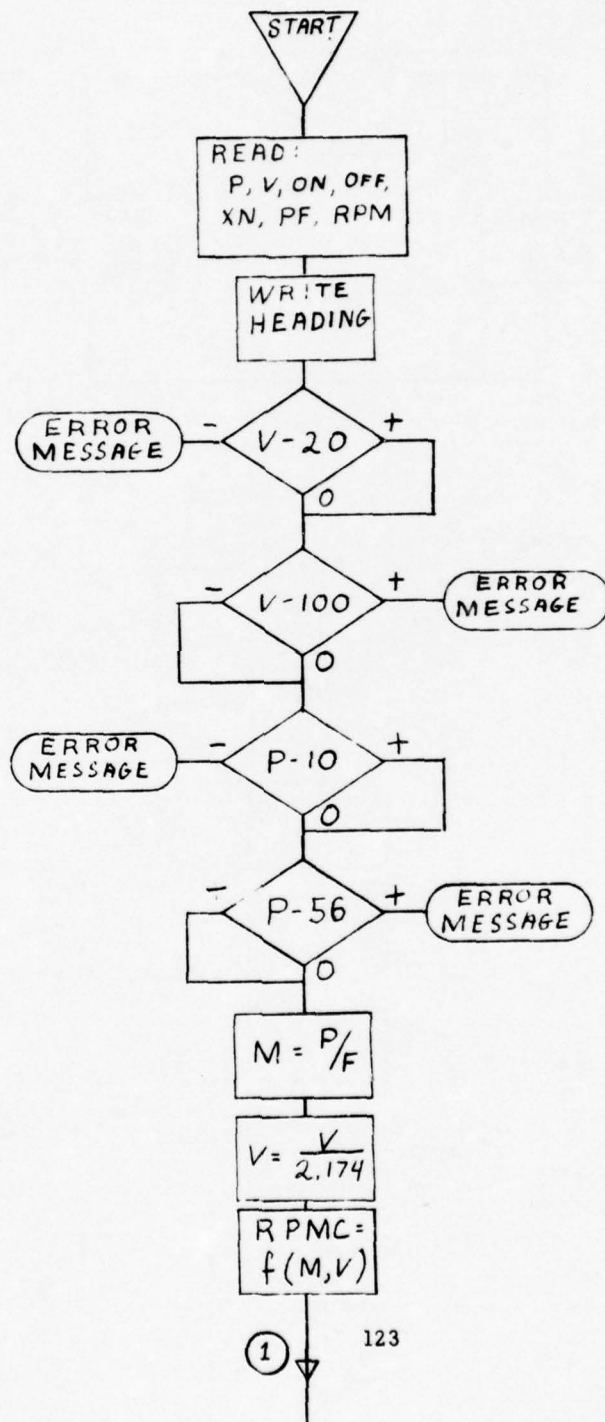 START
READ:
P, V, ON, OFF,
XN, PF, RPM
WRITE
HEADING
ERROR
MESSAGE
-
V-20
+
0
-
V-100
+
ERROR
MESSAGE
0
ERROR
MESSAGE
-
P-10
+
0
-
P-56
+
ERROR
MESSAGE
0
M = P/F
V = V
2.174
RPMC =
f(M,V)
1
123